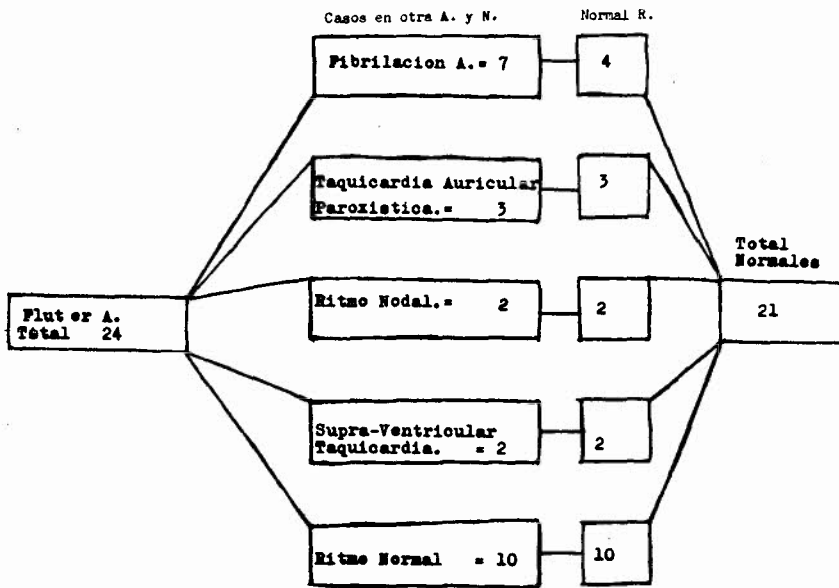 Casos en otra A. y N. Normal R.
Fibrilacion A.= 7 4
Taquicardia Auricular
Paroxistica.= 3 3
Total
Normales
Ritmo Nodal.= 2 2
21
Flut er A.
Total 24
Supra-Ventricular
Taquicardia. = 2 2
Ritmo Normal = 10 10